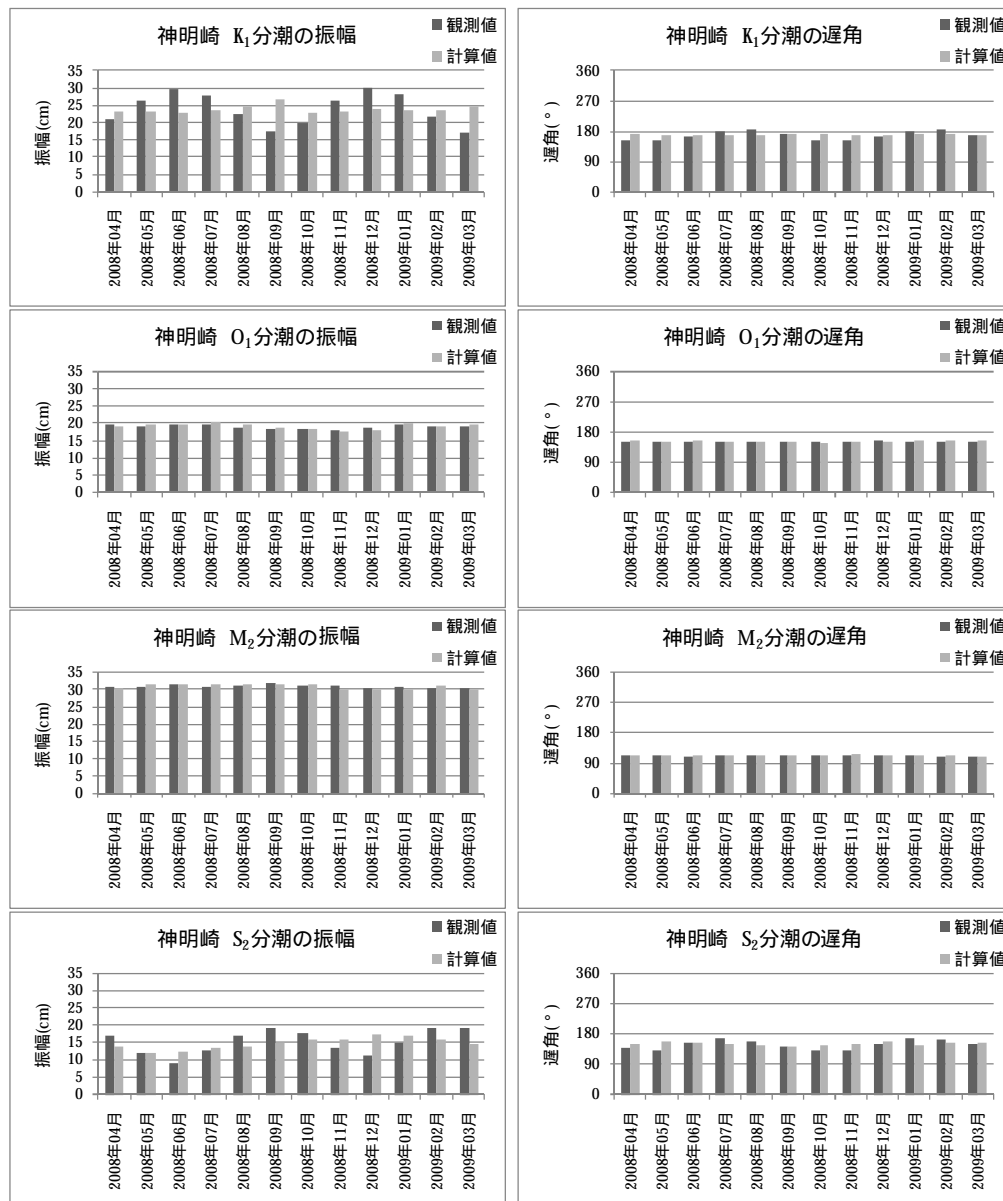 神明崎 K₁分潮の振幅
観測値
計算値
振幅(cm)
35
30
25
20
15
10
5
0
2008年04月
2008年05月
2008年06月
2008年07月
2008年08月
2008年09月
2008年10月
2008年11月
2008年12月
2009年01月
2009年02月
2009年03月
神明崎 K₁分潮の遅角
観測値
計算値
遅角(°)
360
270
180
90
0
2008年04月
2008年05月
2008年06月
2008年07月
2008年08月
2008年09月
2008年10月
2008年11月
2008年12月
2009年01月
2009年02月
2009年03月
神明崎 O₁分潮の振幅
観測値
計算値
振幅(cm)
35
30
25
20
15
10
5
0
2008年04月
2008年05月
2008年06月
2008年07月
2008年08月
2008年09月
2008年10月
2008年11月
2008年12月
2009年01月
2009年02月
2009年03月
神明崎 O₁分潮の遅角
観測値
計算値
遅角(°)
360
270
180
90
0
2008年04月
2008年05月
2008年06月
2008年07月
2008年08月
2008年09月
2008年10月
2008年11月
2008年12月
2009年01月
2009年02月
2009年03月
神明崎 M₂分潮の振幅
観測値
計算値
振幅(cm)
35
30
25
20
15
10
5
0
2008年04月
2008年05月
2008年06月
2008年07月
2008年08月
2008年09月
2008年10月
2008年11月
2008年12月
2009年01月
2009年02月
2009年03月
神明崎 M₂分潮の遅角
観測値
計算値
遅角(°)
360
270
180
90
0
2008年04月
2008年05月
2008年06月
2008年07月
2008年08月
2008年09月
2008年10月
2008年11月
2008年12月
2009年01月
2009年02月
2009年03月
神明崎 S₂分潮の振幅
観測値
計算値
振幅(cm)
35
30
25
20
15
10
5
0
2008年04月
2008年05月
2008年06月
2008年07月
2008年08月
2008年09月
2008年10月
2008年11月
2008年12月
2009年01月
2009年02月
2009年03月
神明崎 S₂分潮の遅角
観測値
計算値
遅角(°)
360
270
180
90
0
2008年04月
2008年05月
2008年06月
2008年07月
2008年08月
2008年09月
2008年10月
2008年11月
2008年12月
2009年01月
2009年02月
2009年03月